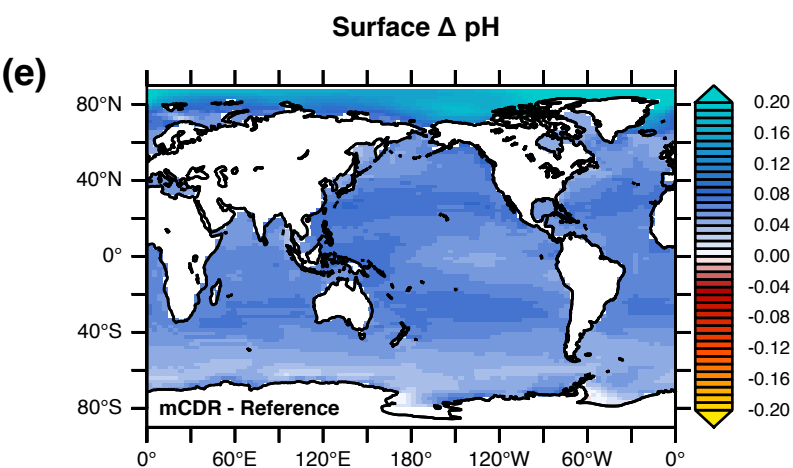 Surface Δ pH
(e)
80°N
40°N
0°
40°S
80°S
mCDR - Reference
0° 60°E 120°E 180° 120°W 60°W 0°
0.20
0.16
0.12
0.08
0.04
0.00
-0.04
-0.08
-0.12
-0.16
-0.20